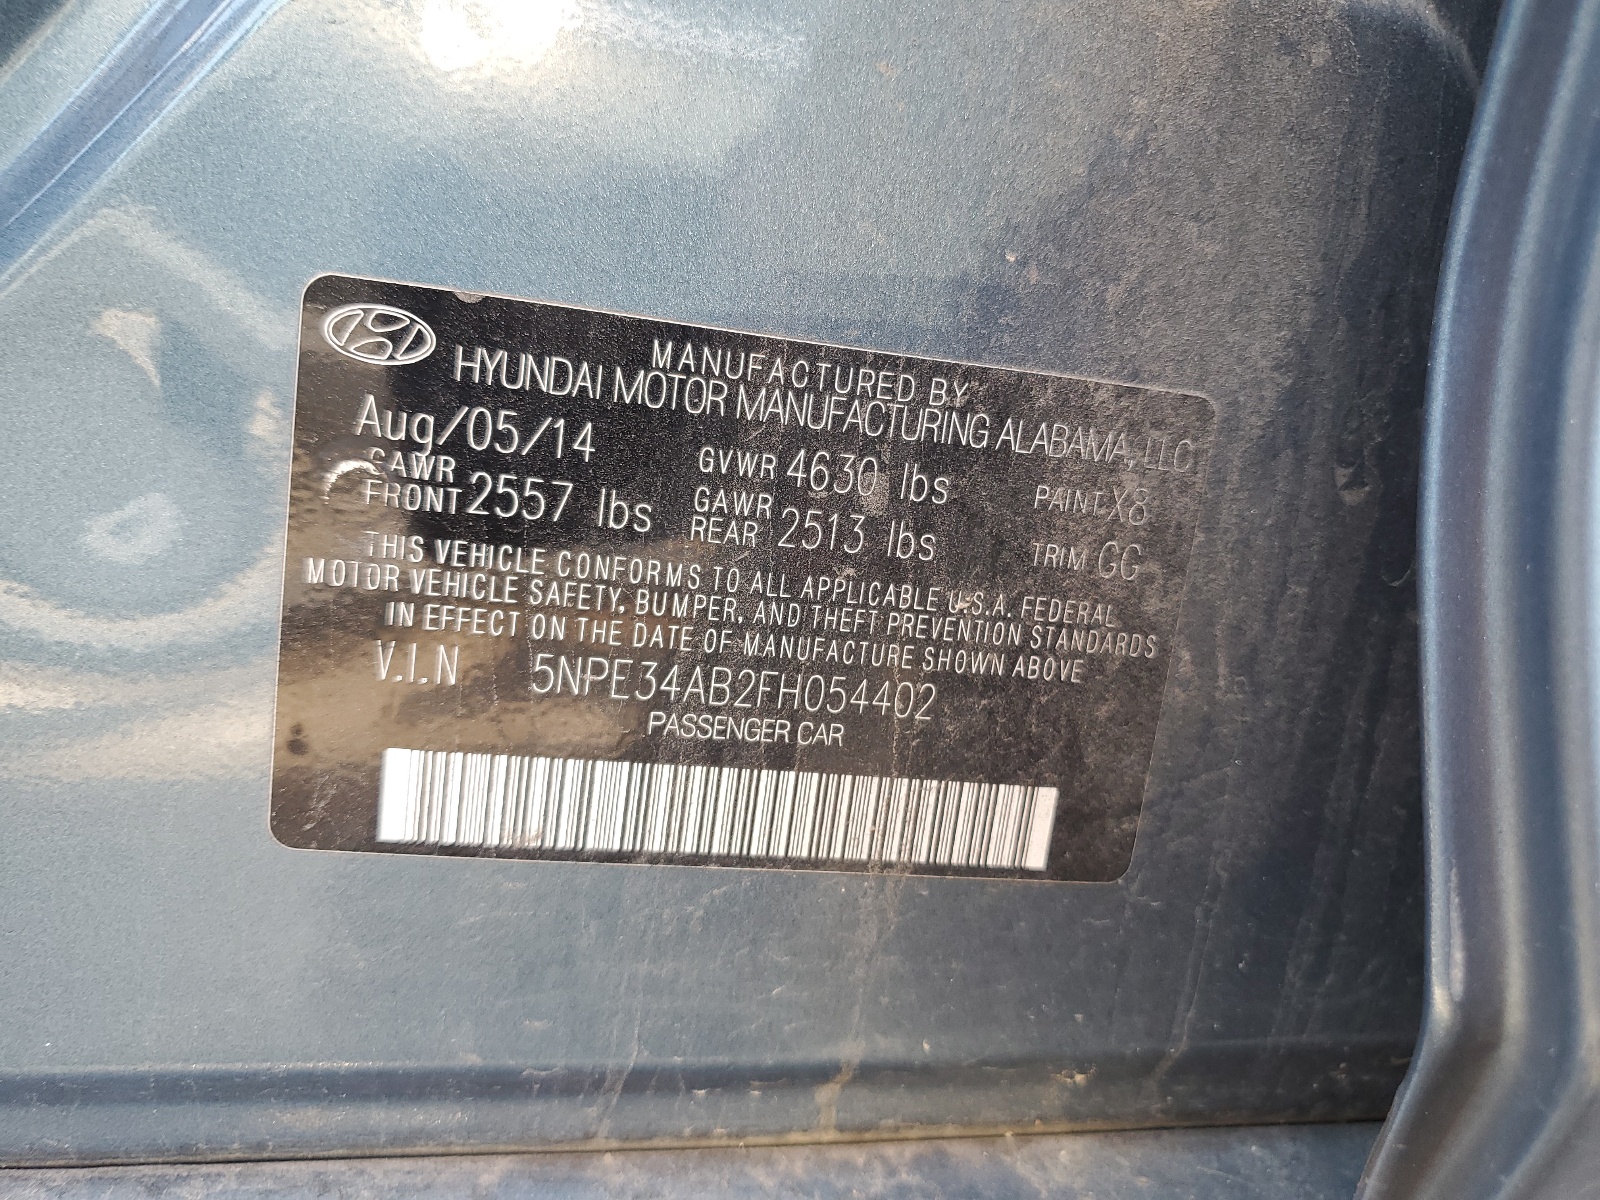 MANUFACTURED BY
HYUNDAI MOTOR MANUFACTURING ALABAMA, LLC
Aug/05/14 GVWR 4630 lbs PAINT X8
GAWR FRONT 2557 lbs GAWR REAR 2513 lbs TRIM GG
THIS VEHICLE CONFORMS TO ALL APPLICABLE U.S.A. FEDERAL
MOTOR VEHICLE SAFETY, BUMPER, AND THEFT PREVENTION STANDARDS
IN EFFECT ON THE DATE OF MANUFACTURE SHOWN ABOVE
V.I.N 5NPE34AB2FH054402
PASSENGER CAR